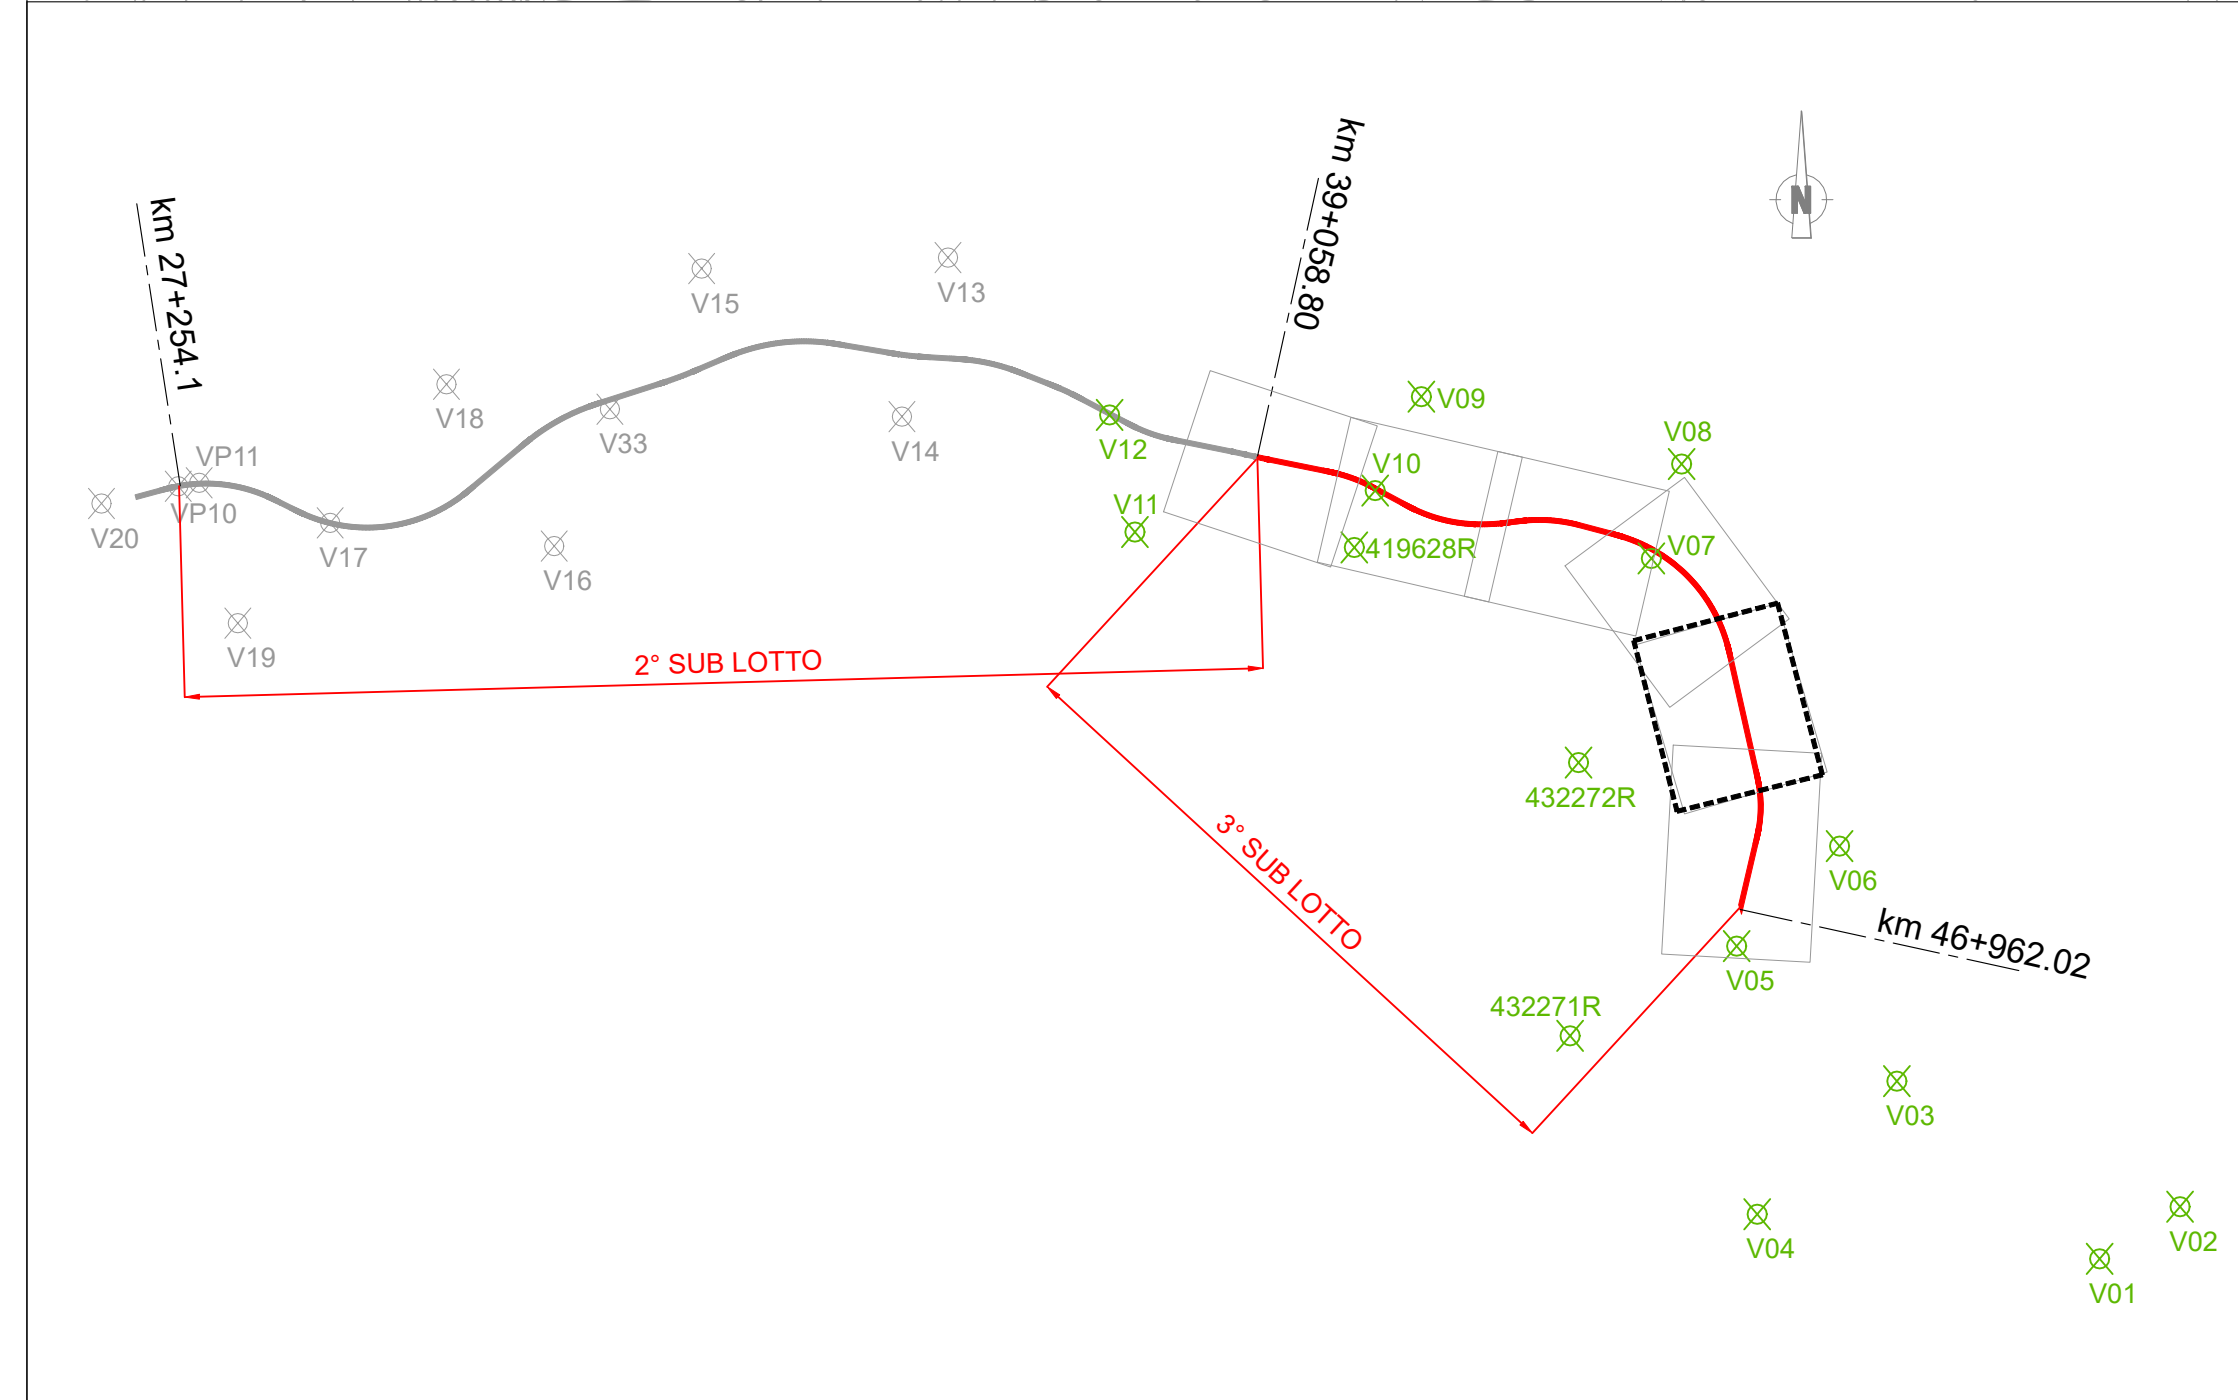 km 27+254.1
km 39+058.80
N
V15
V13
V18
V33
V14
V12
V09
V08
V10
V11
419628R
V07
VP11
VP10
V20
V17
V16
V19
2° SUB LOTTO
432272R
3° SUB LOTTO
V06
km 46+962.02
V05
432271R
V03
V04
V02
V01